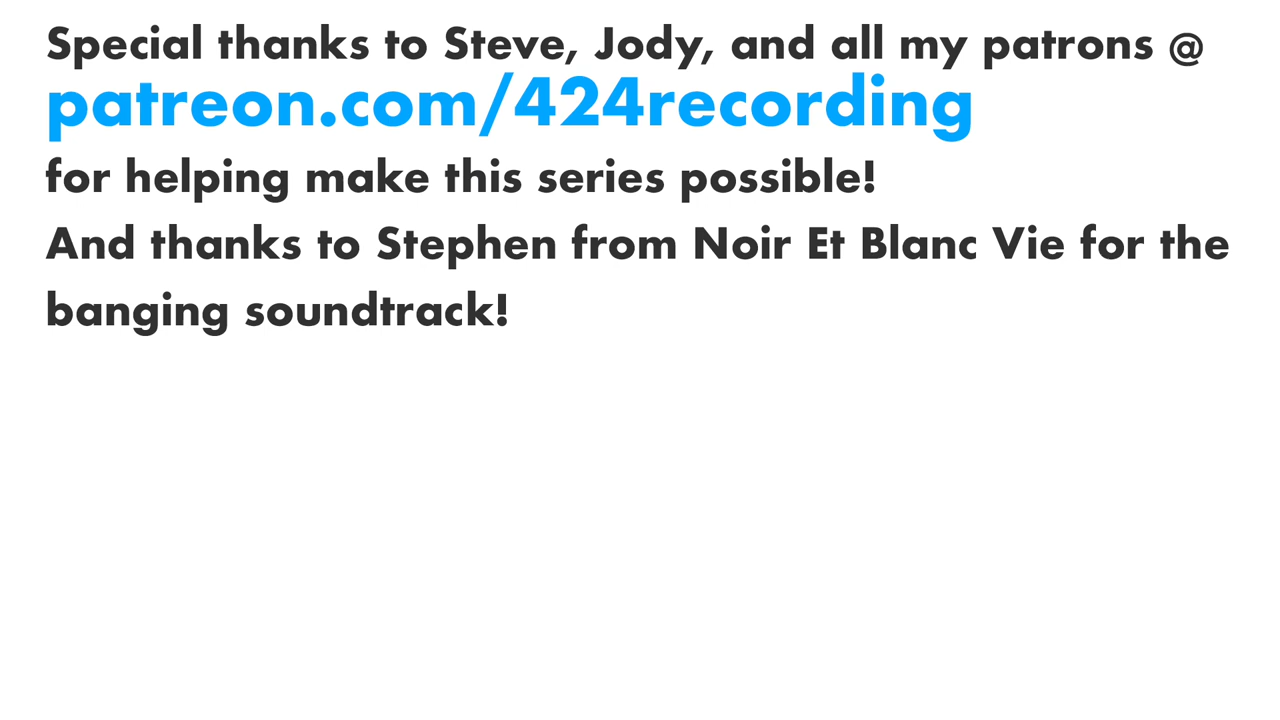 Special thanks to Steve, Jody, and all my patrons @
patreon.com/424recording
for helping make this series possible!
And thanks to Stephen from Noir Et Blanc Vie for the
banging soundtrack!